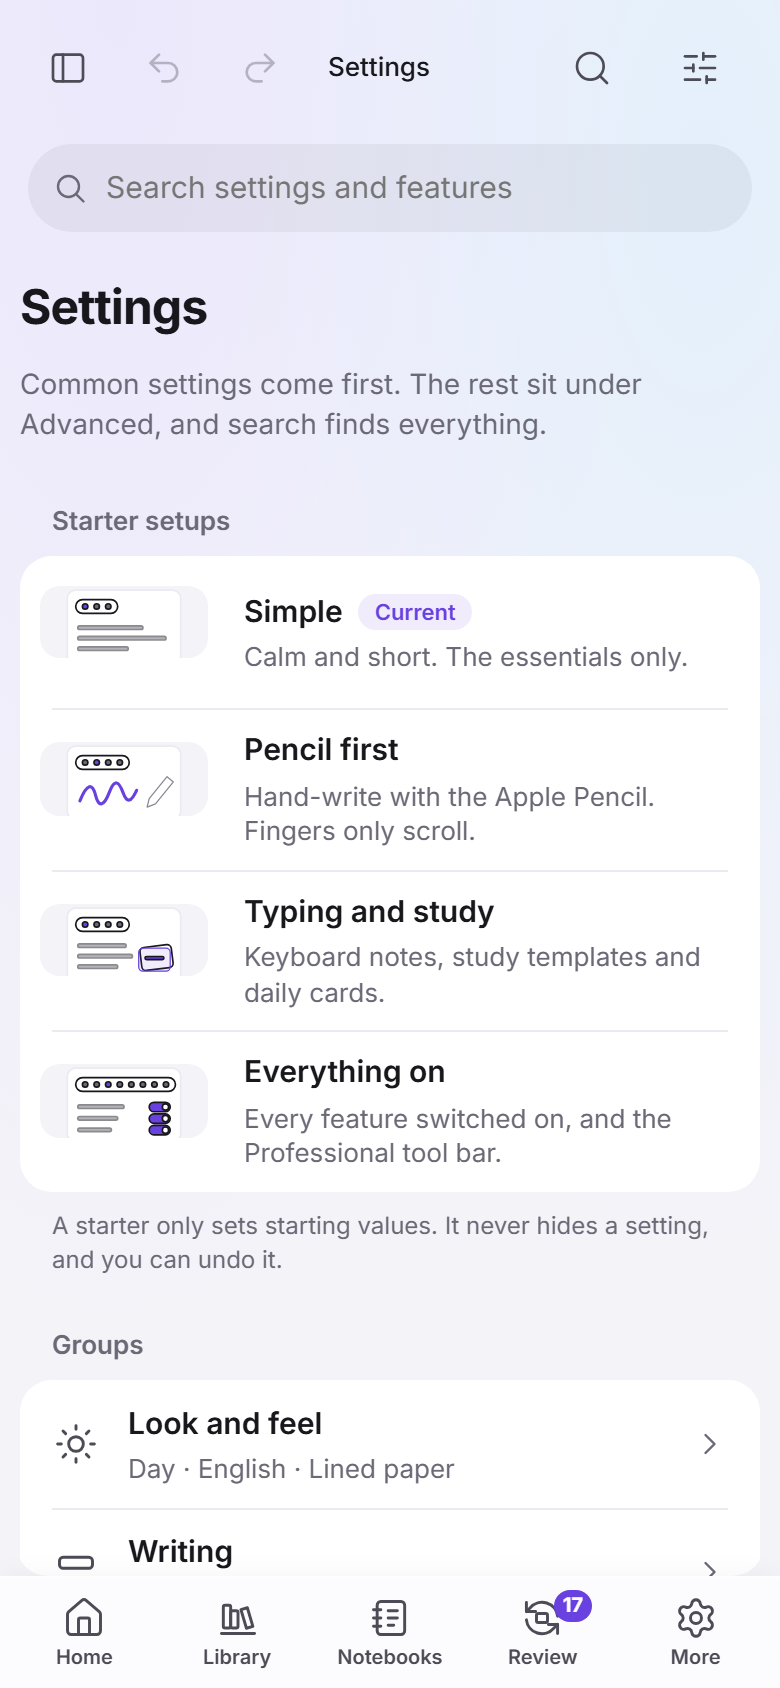 Settings
Search settings and features
Settings
Common settings come first. The rest sit under
Advanced, and search finds everything.
Starter setups
Simple Current
Calm and short. The essentials only.
Pencil first
Hand-write with the Apple Pencil.
Fingers only scroll.
Typing and study
Keyboard notes, study templates and
daily cards.
Everything on
Every feature switched on, and the
Professional tool bar.
A starter only sets starting values. It never hides a setting,
and you can undo it.
Groups
Look and feel
Day · English · Lined paper
Writing
17
Home Library Notebooks Review More